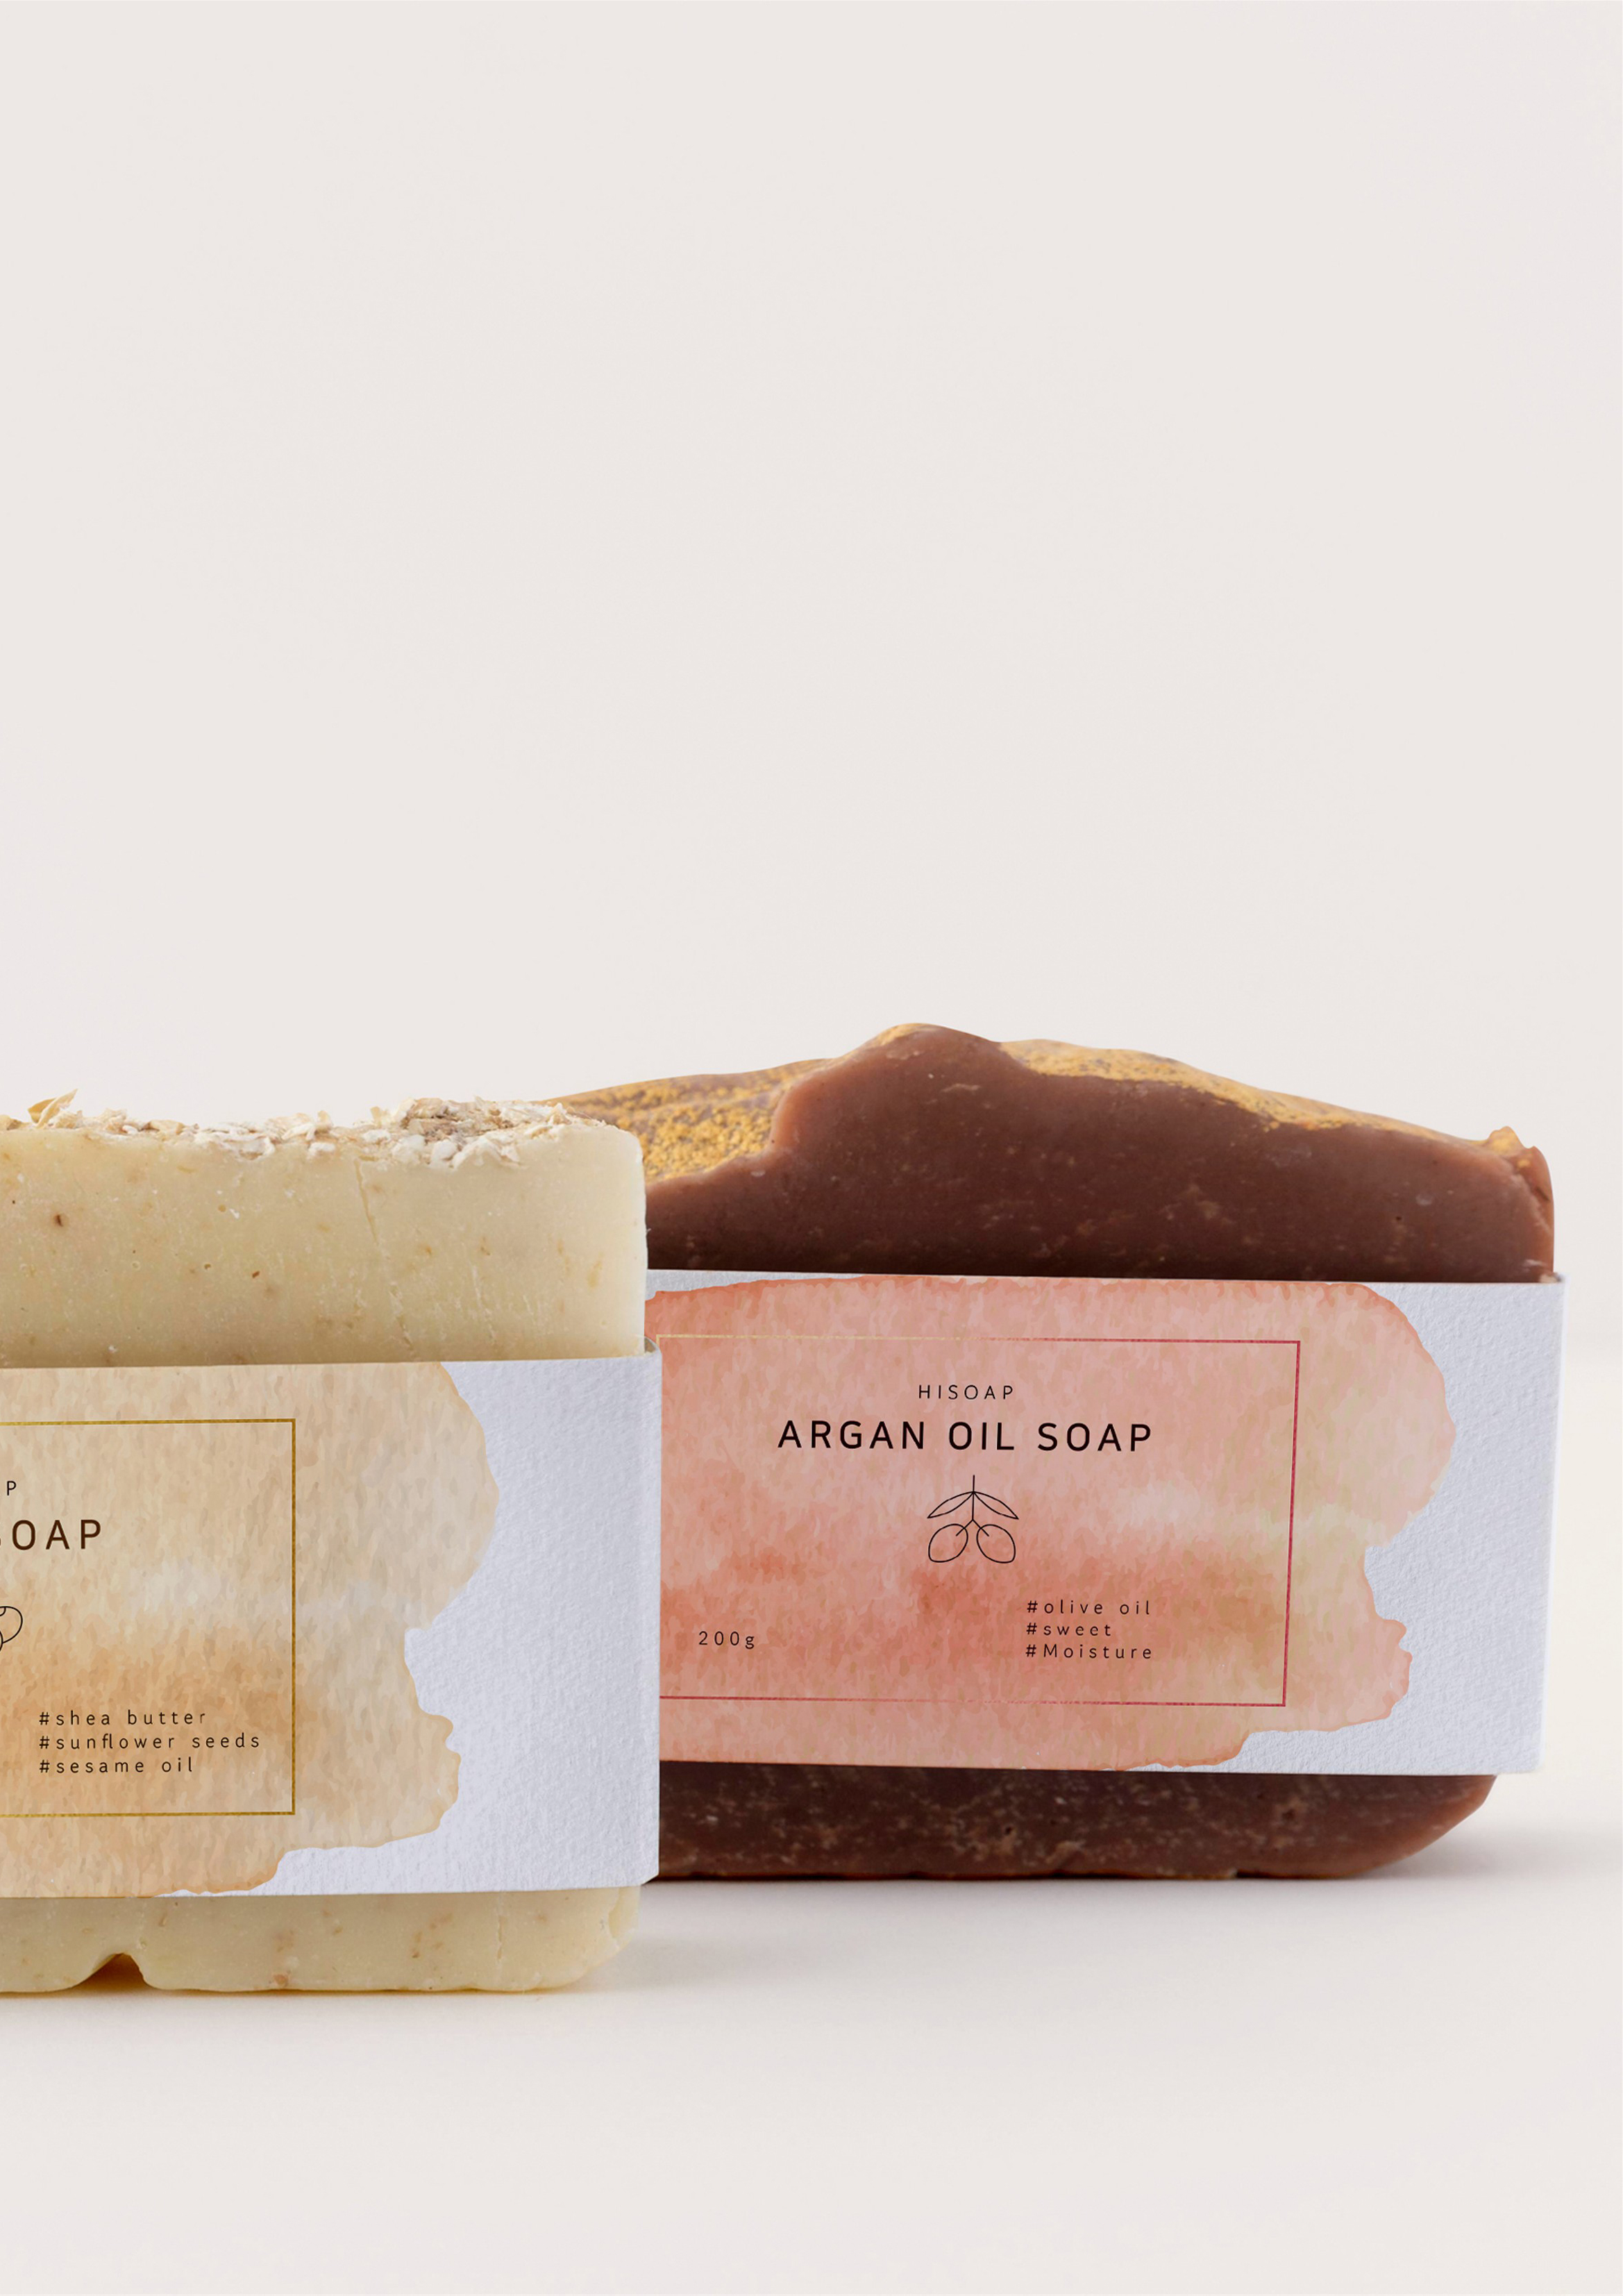 HISOAP
ARGAN OIL SOAP
#olive oil
#sweet
#Moisture
200g
P
SOAP
#shea butter
#sunflower seeds
#sesame oil